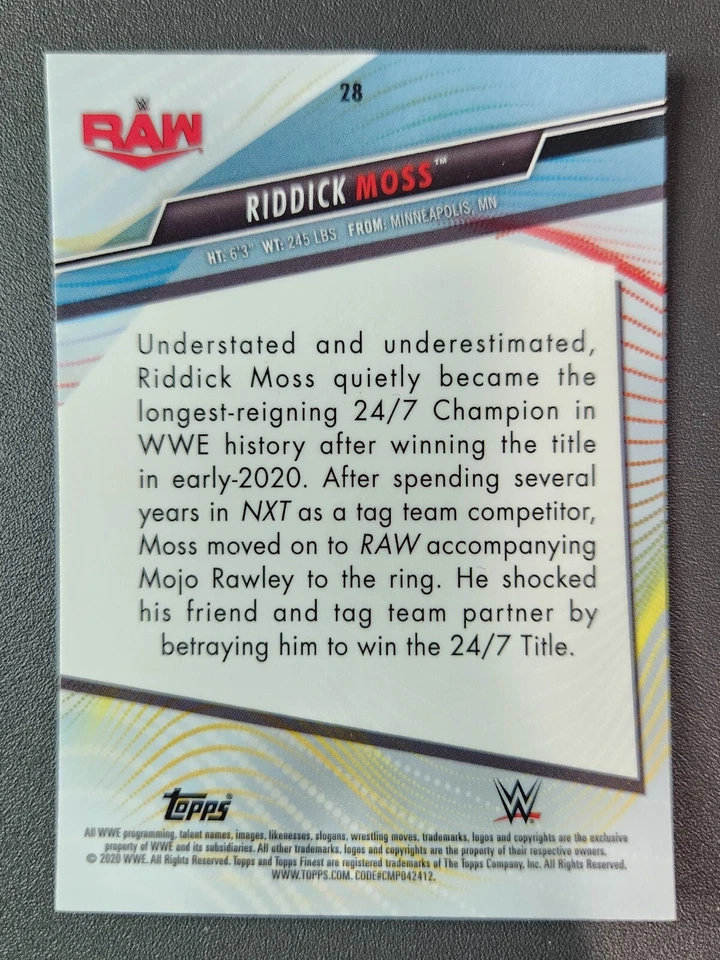 28
W
RAW
RIDDICK MOSS™
HT: 6'3" WT: 245 LBS. FROM: MINNEAPOLIS, MN
Understated and underestimated,
Riddick Moss quietly became the
longest-reigning 24/7 Champion in
WWE history after winning the title
in early-2020. After spending several
years in NXT as a tag team competitor,
Moss moved on to RAW accompanying
Mojo Rawley to the ring. He shocked
his friend and tag team partner by
betraying him to win the 24/7 Title.
Topps®
W
All WWE programming, talent names, images, likenesses, slogans, wrestling moves, trademarks, logos and copyrights are the exclusive
property of WWE and its subsidiaries. All other trademarks, logos and copyrights are the property of their respective owners.
© 2020 WWE. All Rights Reserved. Topps and Topps Finest are registered trademarks of The Topps Company, Inc. All Rights Reserved.
WWW.TOPPS.COM. CODE#CMP042412.